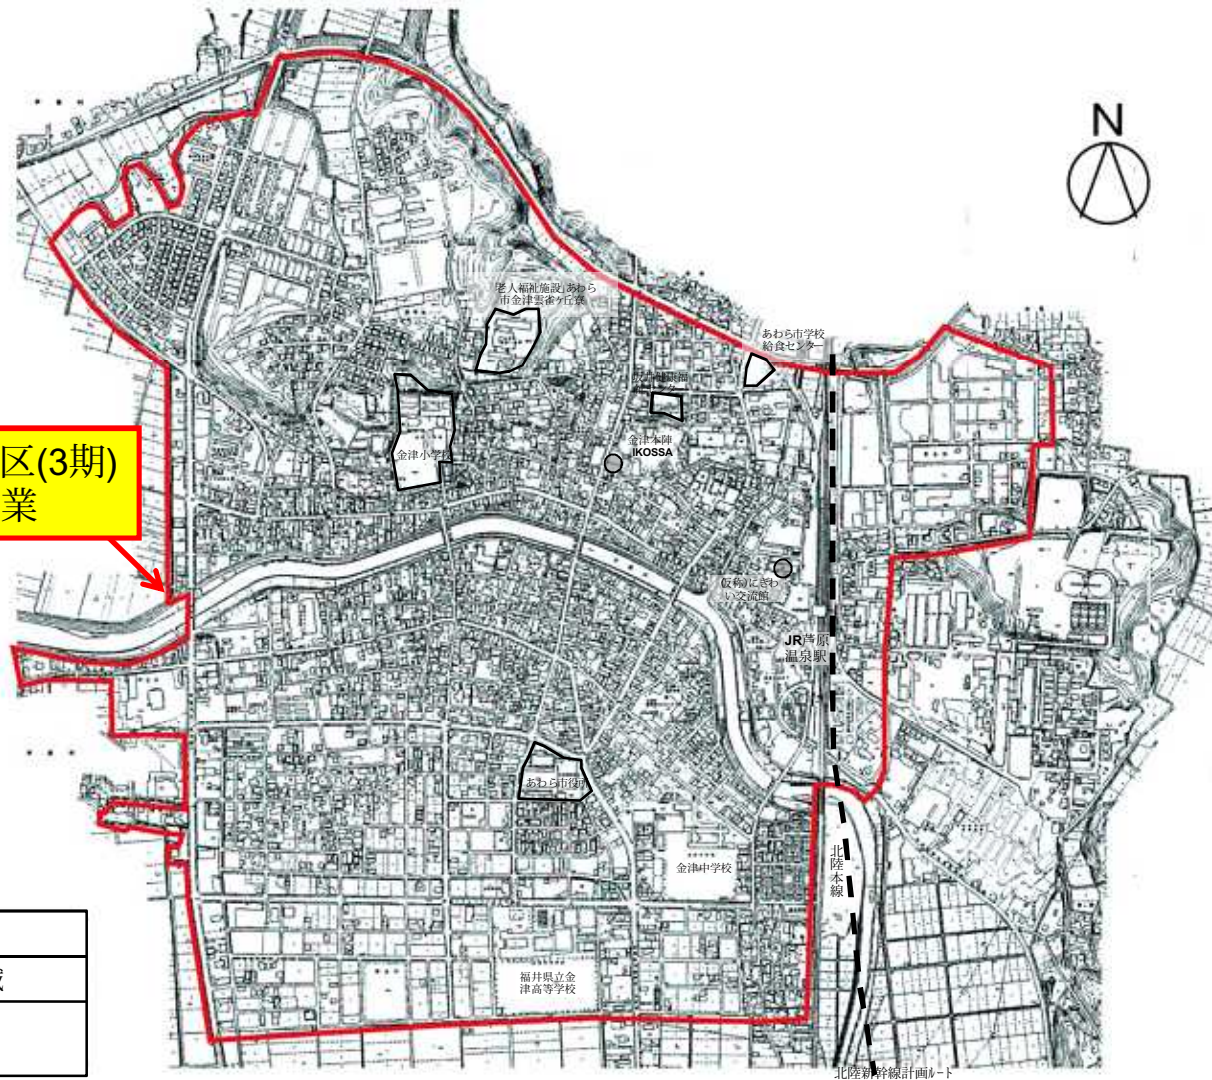 N
「老人福祉施設」あわら
市金津雲雀ヶ丘寮
あわら市学校
給食センター
金津小学校
金津本陣
IKOSSA
区(3期)
業
(仮称)にぎわ
い交流館
JR芦原
温泉駅
あわら市役所
金津中学校
北陸本線
福井県立金
津高等学校
北陸新幹線計画ルート